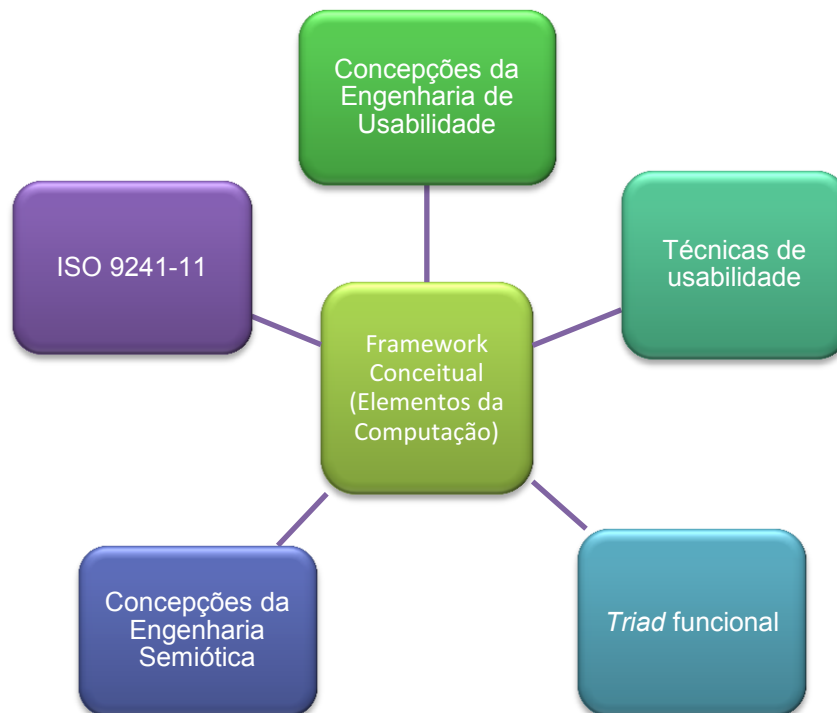 Concepções da
Engenharia de
Usabilidade
ISO 9241-11
Técnicas de
usabilidade
Framework
Conceitual
(Elementos da
Computação)
Concepções da
Engenharia
Semiótica
Triad funcional